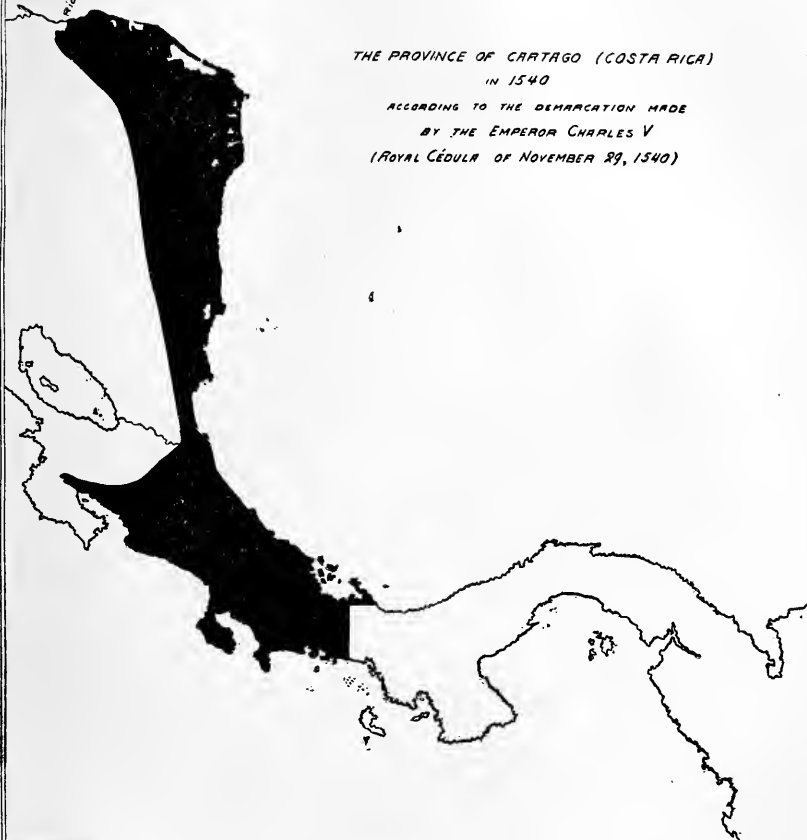 THE PROVINCE OF CARTAGO (COSTA RICA)
IN 1540
ACCORDING TO THE DEMARCATION MADE
BY THE EMPEROR CHARLES V
(ROYAL CÉDULA OF NOVEMBER 29, 1540)